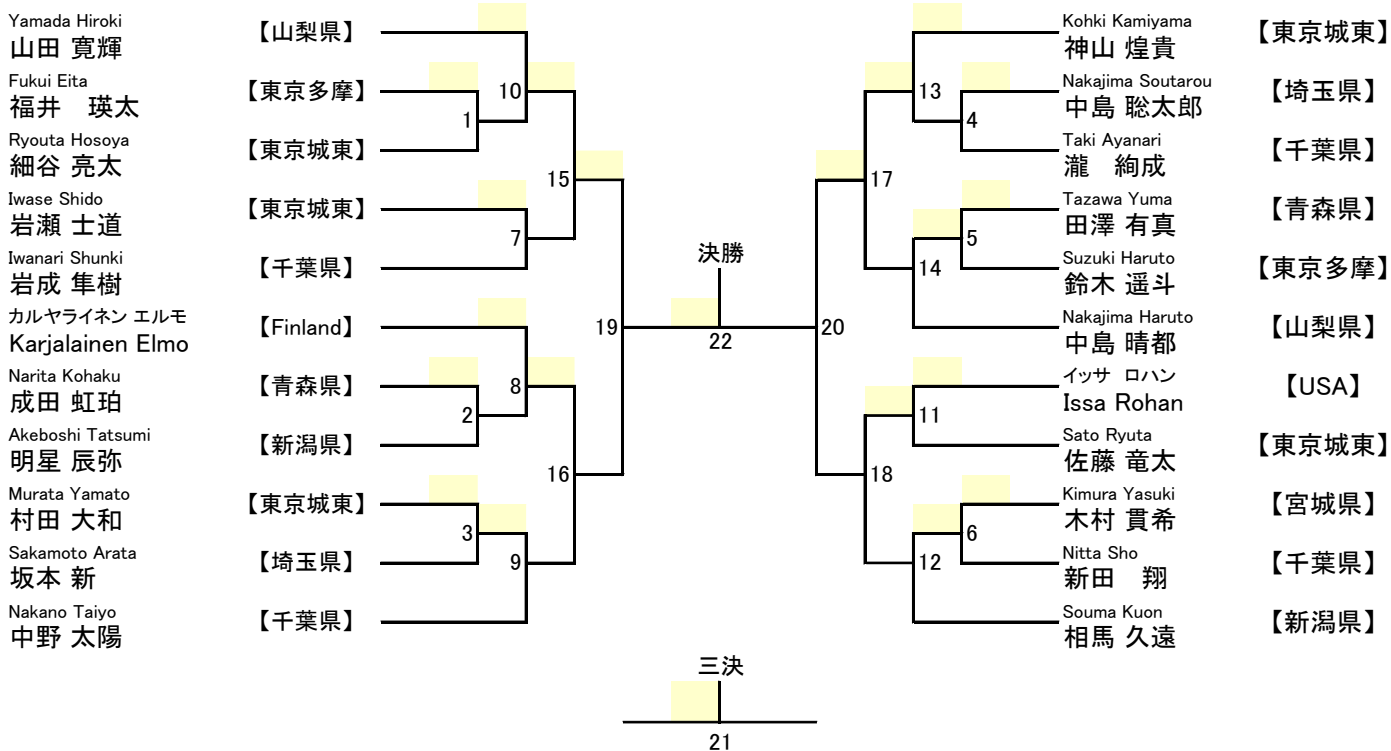 Yamada Hiroki
山田 寛輝 【山梨県】
Fukui Eita
福井　瑛太 【東京多摩】
Ryouta Hosoya
細谷 亮太 【東京城東】
Iwase Shido
岩瀬 士道 【東京城東】
Iwanari Shunki
岩成 隼樹 【千葉県】
カルヤライネン エルモ
Karjalainen Elmo 【Finland】
Narita Kohaku
成田 虹珀 【青森県】
Akeboshi Tatsumi
明星 辰弥 【新潟県】
Murata Yamato
村田 大和 【東京城東】
Sakamoto Arata
坂本 新 【埼玉県】
Nakano Taiyo
中野 太陽 【千葉県】
10
1
15
7
19
8
2
16
3
9
決勝
22
三決
21
13
4
17
5
14
20
11
18
6
12
Kohki Kamiyama
神山 煌貴 【東京城東】
Nakajima Soutarou
中島 聡太郎 【埼玉県】
Taki Ayanari
瀧　絢成 【千葉県】
Tazawa Yuma
田澤 有真 【青森県】
Suzuki Haruto
鈴木 遥斗 【東京多摩】
Nakajima Haruto
中島 晴都 【山梨県】
イッサ　ロハン
Issa Rohan 【USA】
Sato Ryuta
佐藤 竜太 【東京城東】
Kimura Yasuki
木村 貫希 【宮城県】
Nitta Sho
新田　翔 【千葉県】
Souma Kuon
相馬 久遠 【新潟県】